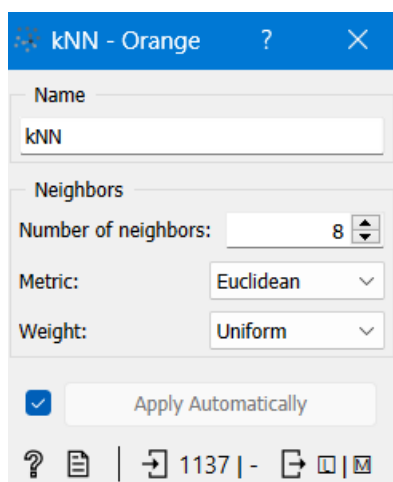 kNN - Orange ?
Name
kNN
Neighbors
Number of neighbors: 8
Metric: Euclidean
Weight: Uniform
Apply Automatically
? 1137 | - L | M